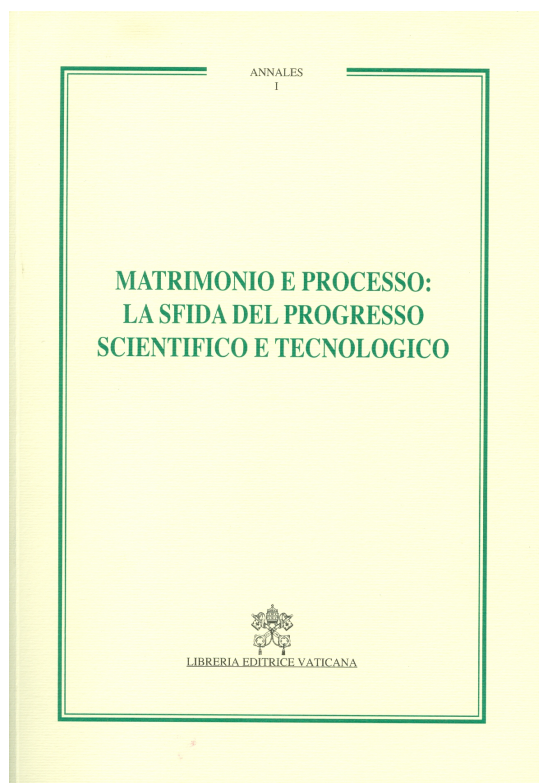 ANNALES
I
MATRIMONIO E PROCESSO:
LA SFIDA DEL PROGRESSO
SCIENTIFICO E TECNOLOGICO
LIBRERIA EDITRICE VATICANA